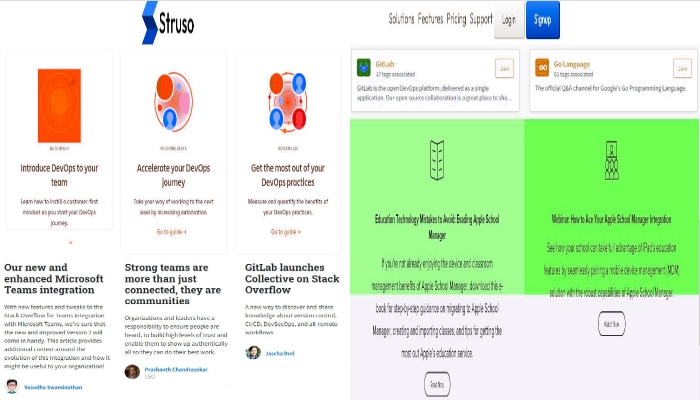 Struso
Solutions Features Pricing Support
Login
Signup
BEGINNER
Introduce DevOps to your
team
Learn how to instill a customer-first
mindset as you start your DevOps
journey.
INTERMEDIATE
Accelerate your DevOps
journey
Take your view of working to the next
level by increasing automation.
Go to guide →
ADVANCED
Get the most out of your
DevOps practices
Measure and quantify the benefits of
your DevOps practices.
Go to guide →
GitLab
17 tags associated
Join
GitLab is the open DevOps platform, delivered as a single
application. Our open source collaboration is a great place to sha...
Go Language
61 tags associated
Join
The official Q&A channel for Google's Go Programming Language.
Education Technology Mistakes to Avoid: Evading Apple School
Manager
If you're not already enjoying the device and classroom
management benefits of Apple School Manager, download this e-
book for step-by-step guidance on migrating to Apple School
Manager, creating and importing classes, and tips for getting the
most out Apple's education service.
Read Now
Webinar: How to Ace Your Apple School Manager Integration
See how your school can take full advantage of iPad's education
features by seamlessly pairing a mobile device management (MDM)
solution with the robust capabilities of Apple School Manager.
Watch Now
Our new and
enhanced Microsoft
Teams integration
With new features and tweaks to the
Stack Overflow for Teams integration
with Microsoft Teams, we're sure that
the new and improved Version 2 will
come in handy. This article provides
additional context around the
evolution of this integration and how it
might be useful to your organization!
Vasudha Swaminathan
Strong teams are
more than just
connected, they are
communities
Organizations and leaders have a
responsibility to ensure people are
heard, to build high levels of trust and
enable them to show up authentically
all so they can do their best work.
Prashanth Chandrasekar
CEO
GitLab launches
Collective on Stack
Overflow
A new way to discover and share
knowledge about version control,
CI/CD, DevSecOps, and all-remote
workflows
Jascha Drel